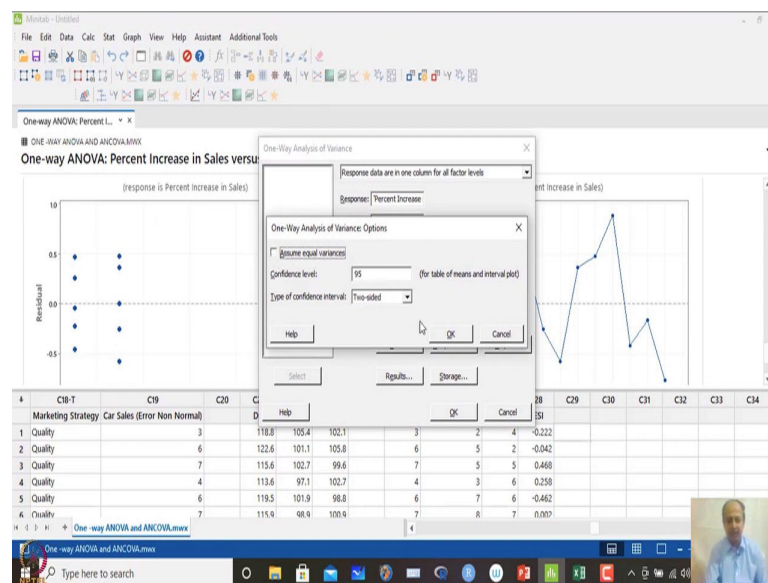 Minitab - Untitled
File Edit Data Calc Stat Graph View Help Assistant Additional Tools
One-way ANOVA: Percent I...
ONE -WAY ANOVA AND ANCOVA.MWX
One-way ANOVA: Percent Increase in Sales versu
(response is Percent Increase in Sales)
ent Increase in Sales)
1.0
0.5
0.0
-0.5
Residual
One-Way Analysis of Variance
Response data are in one column for all factor levels
Response: 'Percent Increase
One-Way Analysis of Variance: Options
Assume equal variances
Confidence level: 95 (for table of means and interval plot)
Type of confidence interval: Two-sided
Help OK Cancel
Select Results... Storage...
Help OK Cancel
C18-T C19 C20 C2 28 C29 C30 C31 C32 C33 C34
Marketing Strategy Car Sales (Error Non Normal) D ESI
1 Quality 3 118.8 105.4 102.1 3 2 4 -0.222
2 Quality 6 122.6 101.1 105.8 6 5 2 -0.042
3 Quality 7 115.6 102.7 99.6 7 5 5 0.468
4 Quality 4 113.6 97.1 102.7 4 3 6 0.258
5 Quality 6 119.5 101.9 98.8 6 7 6 -0.462
6 Quality 7 115.9 98.9 100.9 7 8 7 0.002
One -way ANOVA and ANCOVA.mwx
One -way ANOVA and ANCOVA.mwx
Type here to search
NPTEL